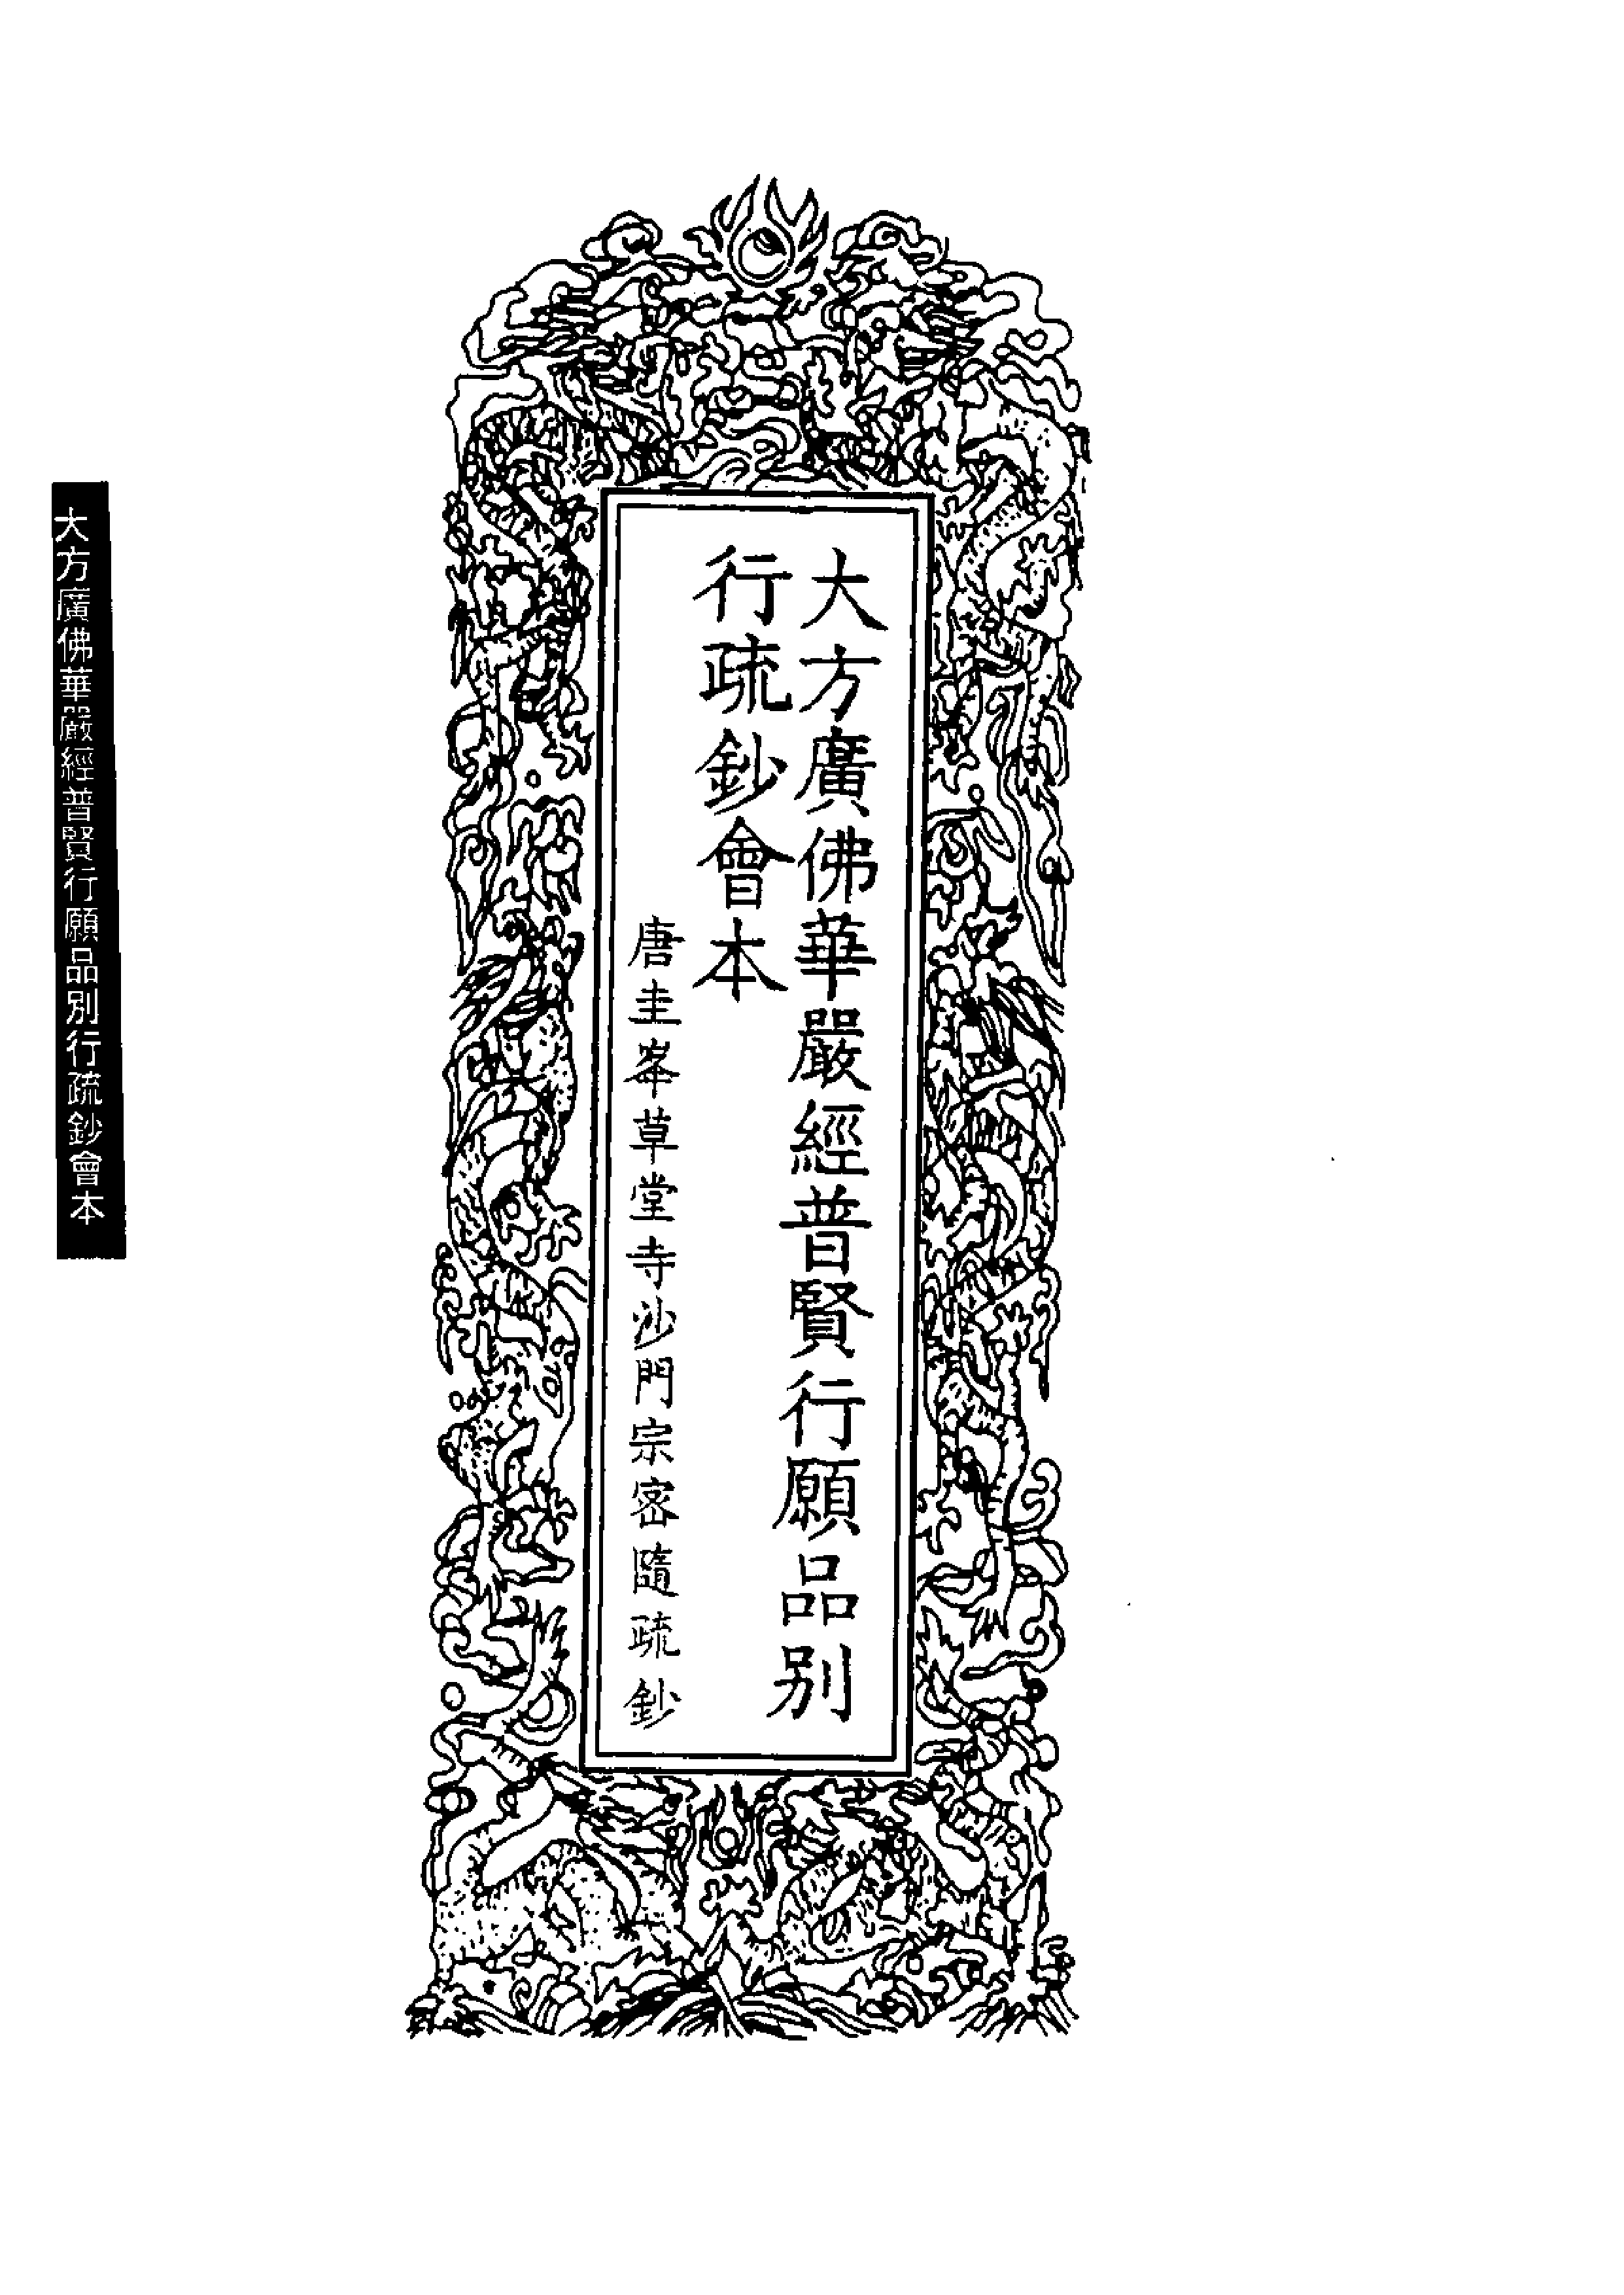 大方廣佛華嚴經普賢行願品別
行疏鈔會本
唐圭峯草堂寺沙門宗密隨疏鈔
大方廣佛華嚴經普賢行願品別行疏鈔會本